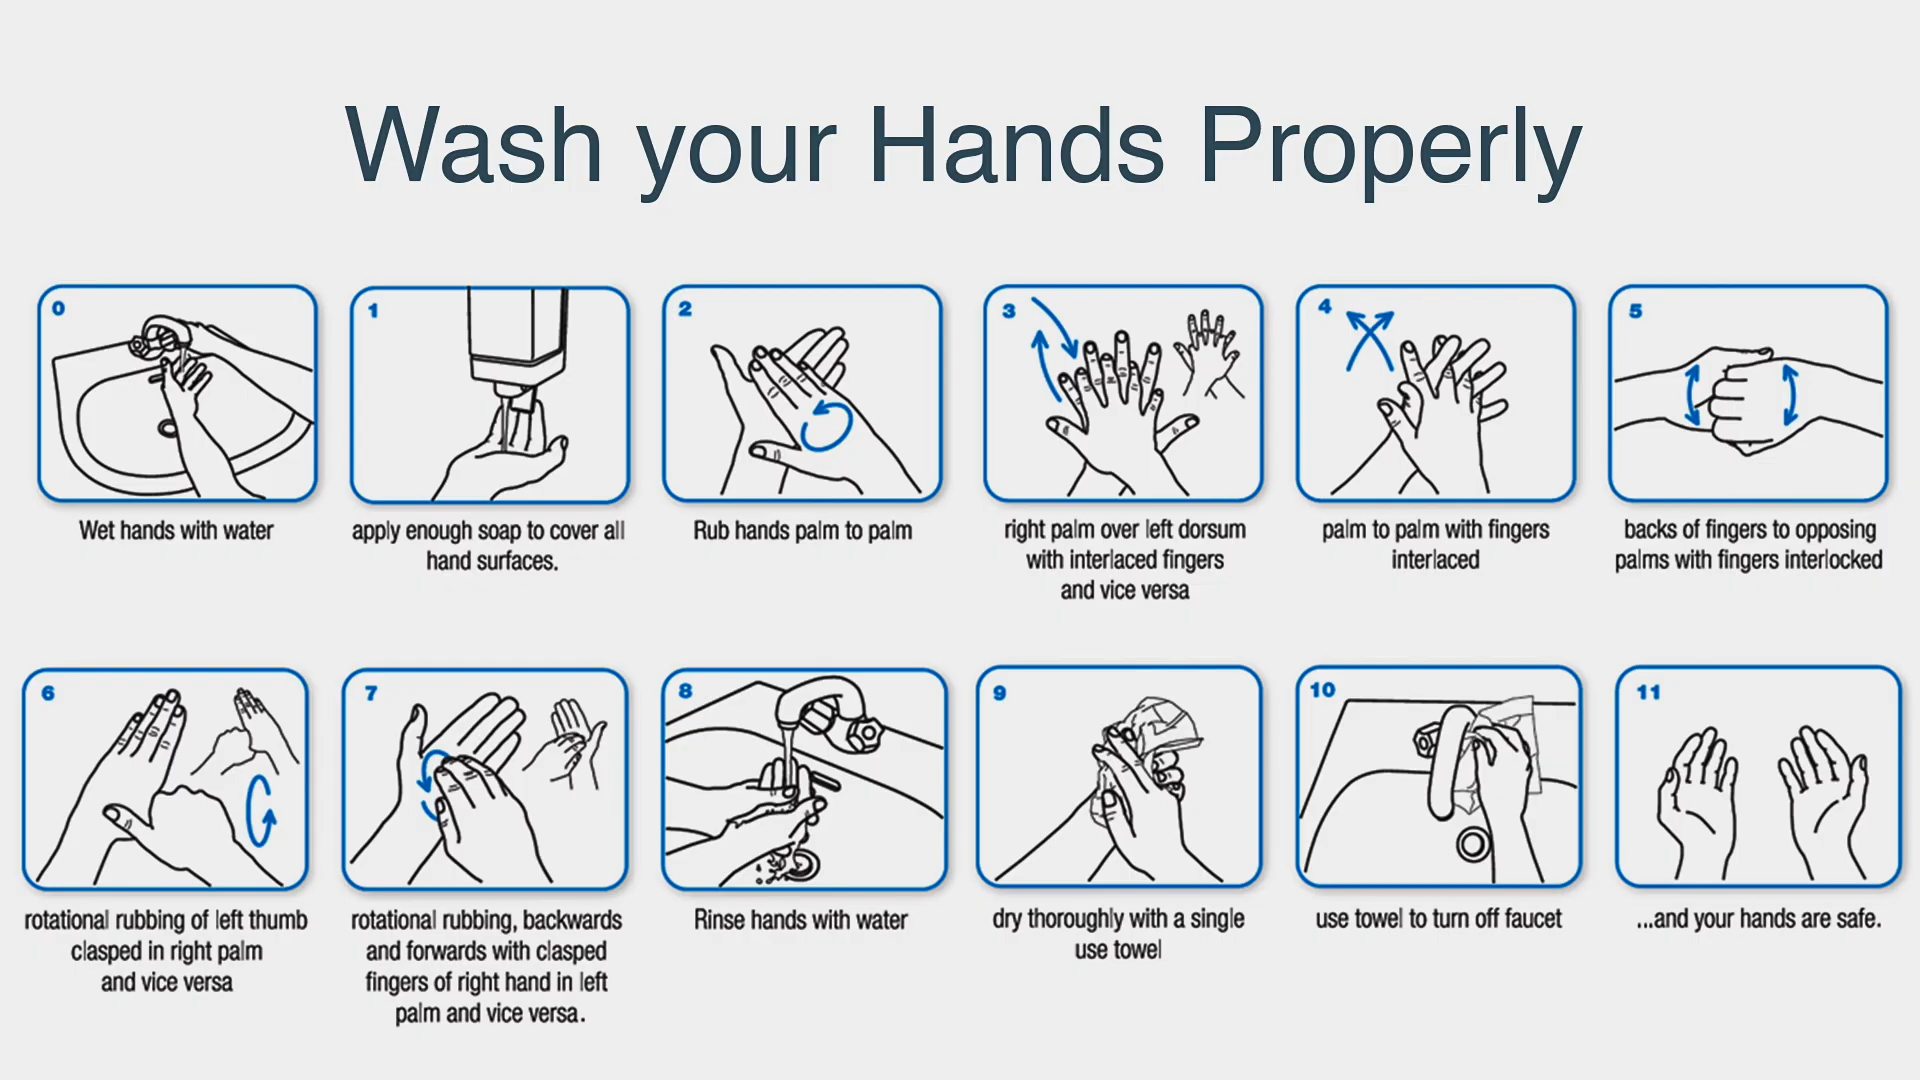 Wash your Hands Properly
0
Wet hands with water
1
apply enough soap to cover all
hand surfaces.
2
Rub hands palm to palm
3
right palm over left dorsum
with interlaced fingers
and vice versa
4
palm to palm with fingers
interlaced
5
backs of fingers to opposing
palms with fingers interlocked
6
rotational rubbing of left thumb
clasped in right palm
and vice versa
7
rotational rubbing, backwards
and forwards with clasped
fingers of right hand in left
palm and vice versa.
8
Rinse hands with water
9
dry thoroughly with a single
use towel
10
use towel to turn off faucet
11
...and your hands are safe.